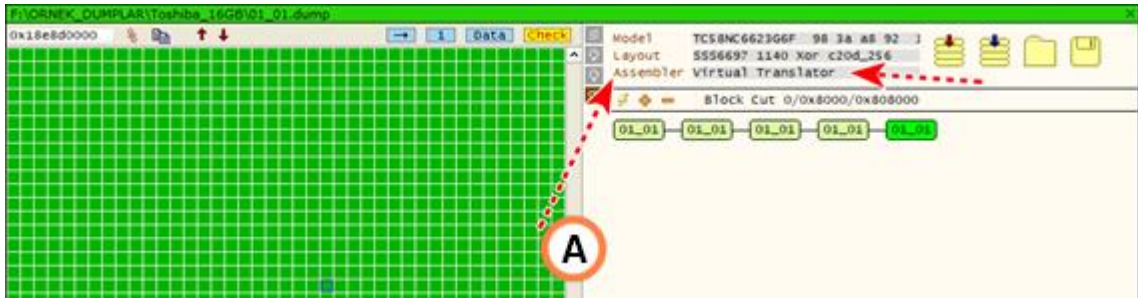 F:\ORNEK_DUMPLAR\Toshiba_16GB\01_01.dump
0x18e8d0000 1 Data Check
Model TC58NC6623G6F 98 3a a8 92
Layout SSS6697 1140 Xor c20d_256
Assembler Virtual Translator
Block Cut 0/0x8000/0x808000
01_01 01_01 01_01 01_01 01_01
A